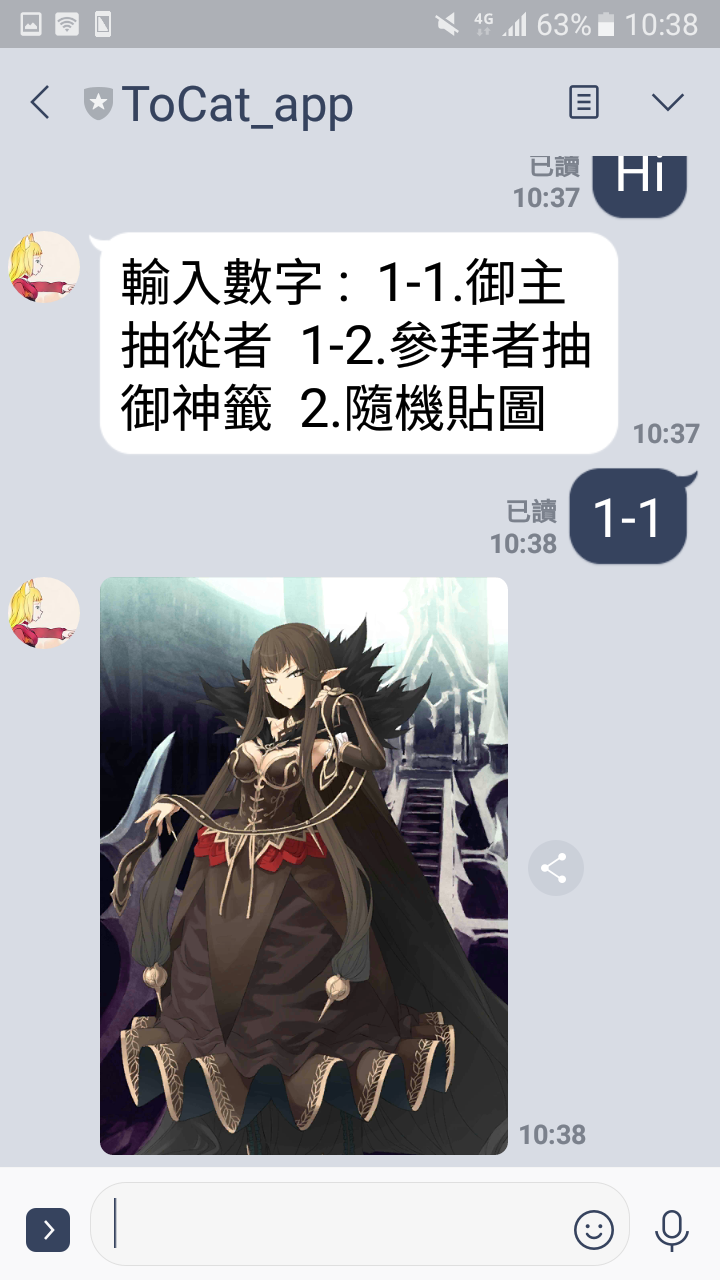 4G 63% 10:38
ToCat_app
已讀
10:37
Hi
輸入數字： 1-1.御主
抽從者 1-2.參拜者抽
御神籤 2.隨機貼圖
10:37
已讀
10:38
1-1
10:38